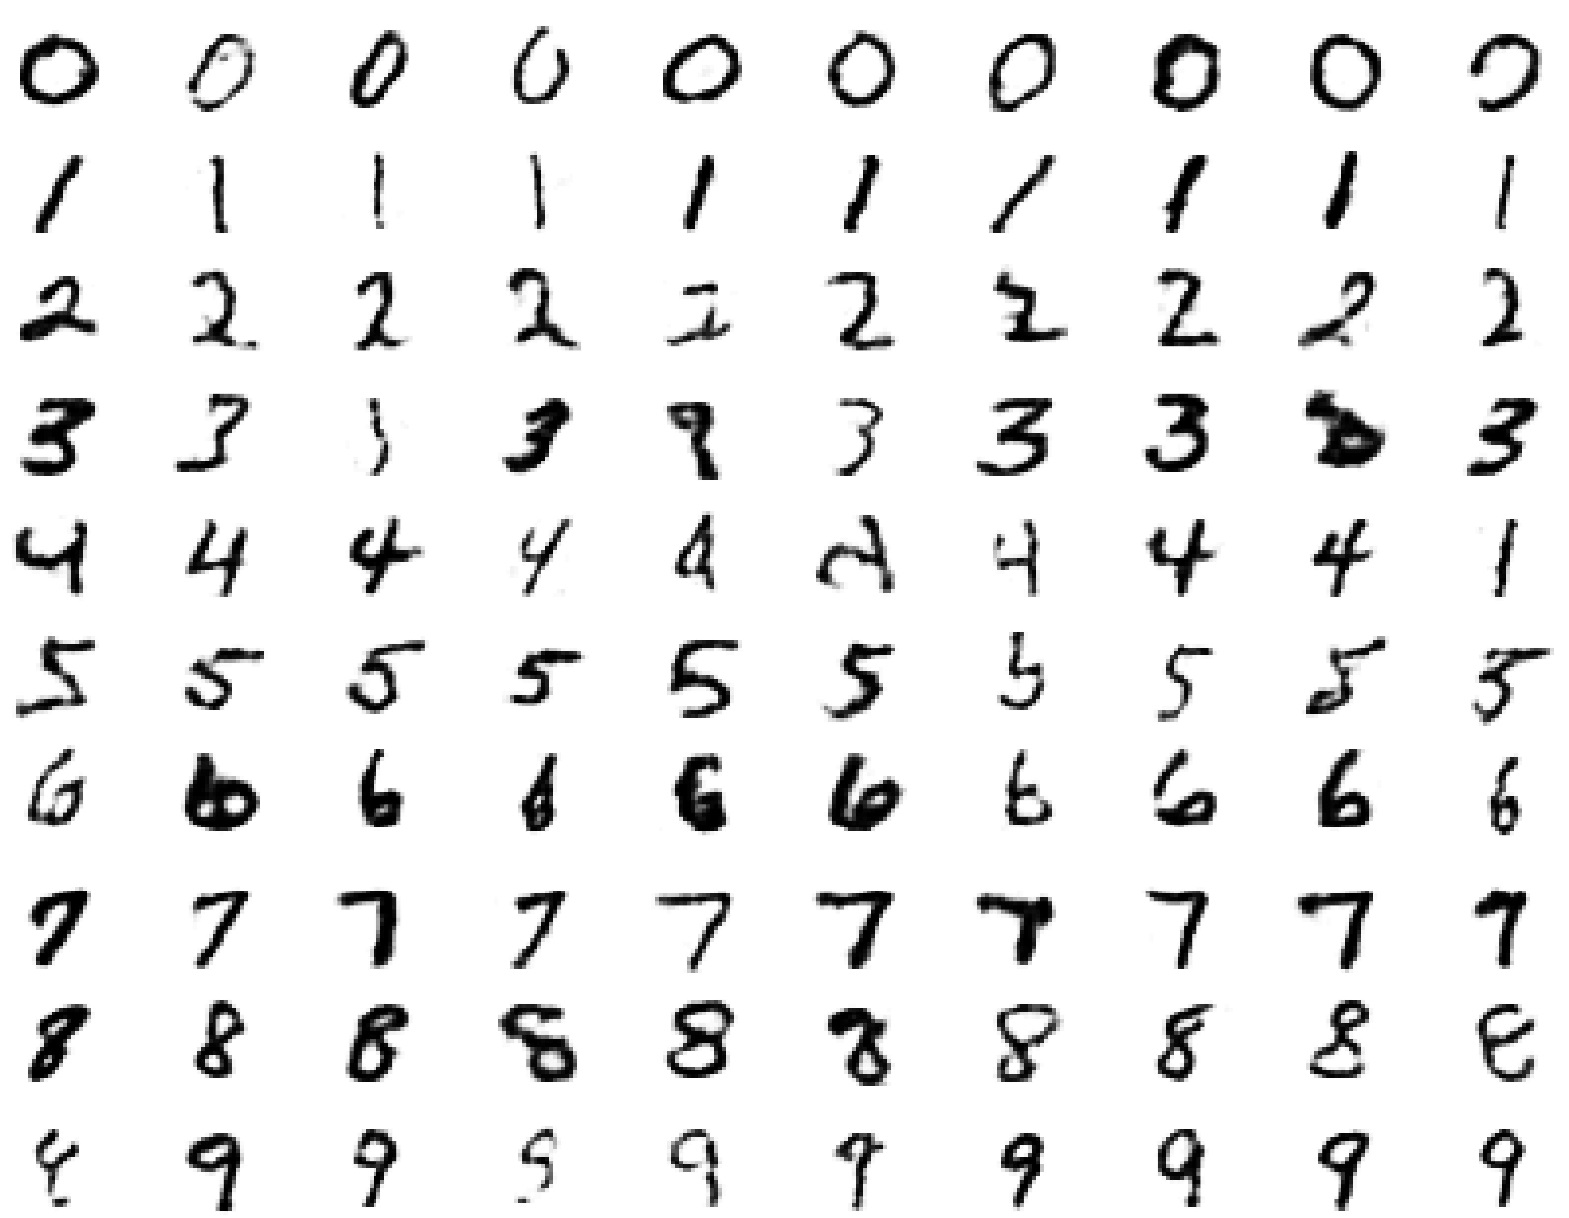 0 0 0 0 0 0 0 0 0 0
1 1 1 1 1 1 1 1 1 1
2 2 2 2 2 2 2 2 2 2
3 3 3 3 3 3 3 3
4 4 4 4 4 4 4 4
5 5 5 5 5 5 5 5 5 5
6 6 6 6 6 6 6 6 6 6
7 7 7 7 7 7 7 7 7 7
8 8 8 8 8 8 8 8 8 8
9 9 9 9 9 9 9 9